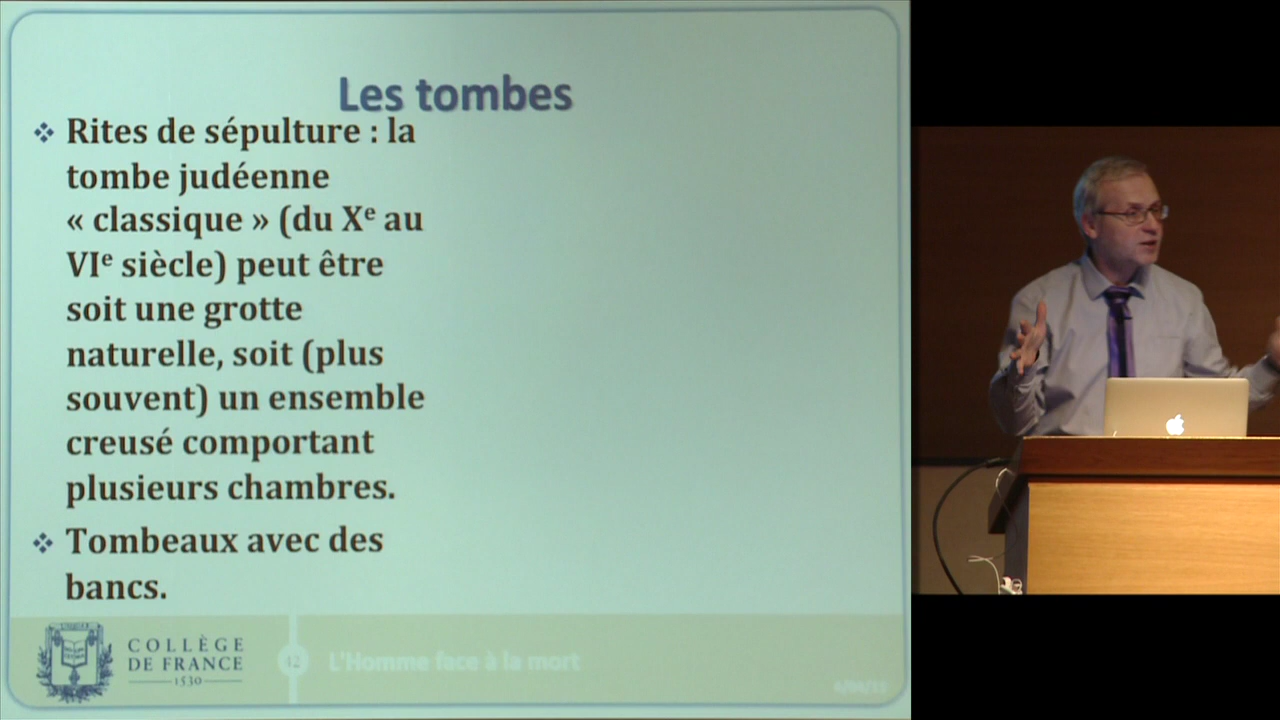 Les tombes
❖ Rites de sépulture : la
tombe judéenne
« classique » (du Xᵉ au
VIᵉ siècle) peut être
soit une grotte
naturelle, soit (plus
souvent) un ensemble
creusé comportant
plusieurs chambres.
❖ Tombeaux avec des
bancs.
COLLÈGE
DE FRANCE
1530
12
L'Homme face à la mort